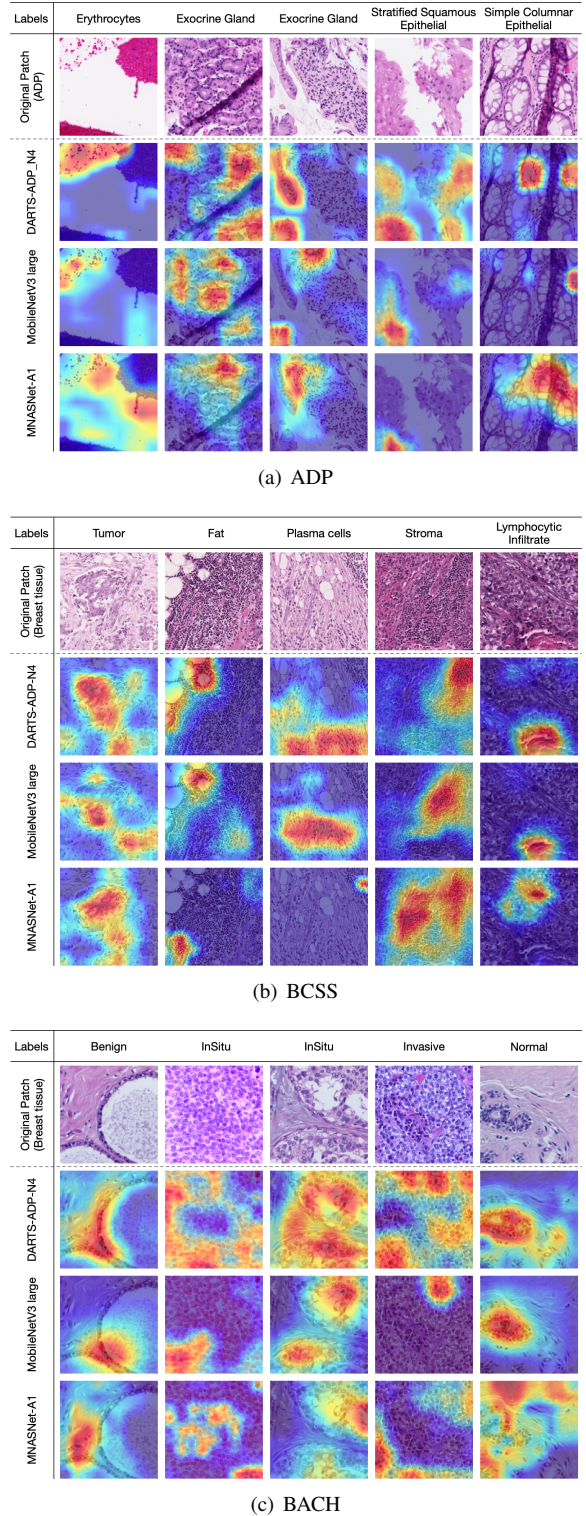 Labels Erythrocytes Exocrine Gland Exocrine Gland Stratified Squamous Epithelial Simple Columnar Epithelial
Original Patch (ADP)
DARTS-ADP_N4
MobileNetV3 large
MNASNet-A1
(a) ADP
Labels Tumor Fat Plasma cells Stroma Lymphocytic Infiltrate
Original Patch (Breast tissue)
DARTS-ADP-N4
MobileNetV3 large
MNASNet-A1
(b) BCSS
Labels Benign InSitu InSitu Invasive Normal
Original Patch (Breast tissue)
DARTS-ADP-N4
MobileNetV3 large
MNASNet-A1
(c) BACH